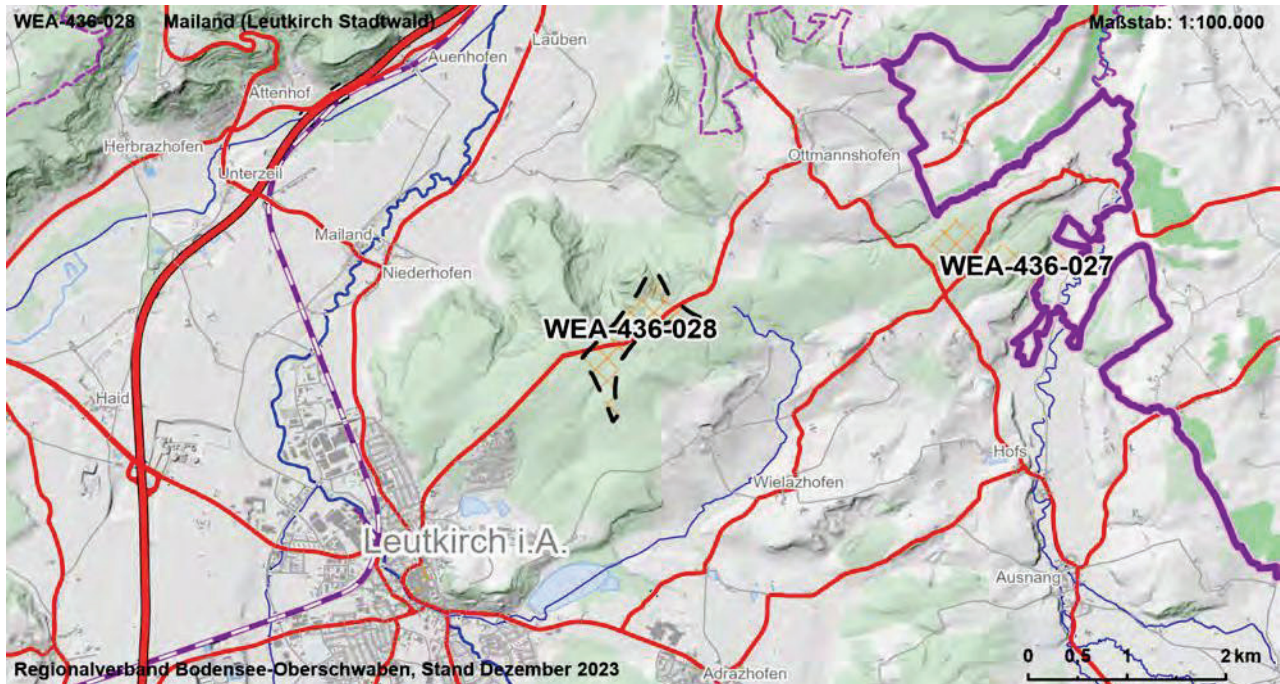 WEA-436-028 Mailand (Leutkirch Stadtwald) Maßstab: 1:100.000
Lauben
Auenhofen
Attenhof
Herbrazhofen
Ottmannshofen
Unterzeil
Mailand
WEA-436-027
Niederhofen
WEA-436-028
Haid
Hofs
Wielazhofen
Leutkirch i.A.
Ausnang
Adrazhofen
Regionalverband Bodensee-Oberschwaben, Stand Dezember 2023
0 0,5 1 2 km